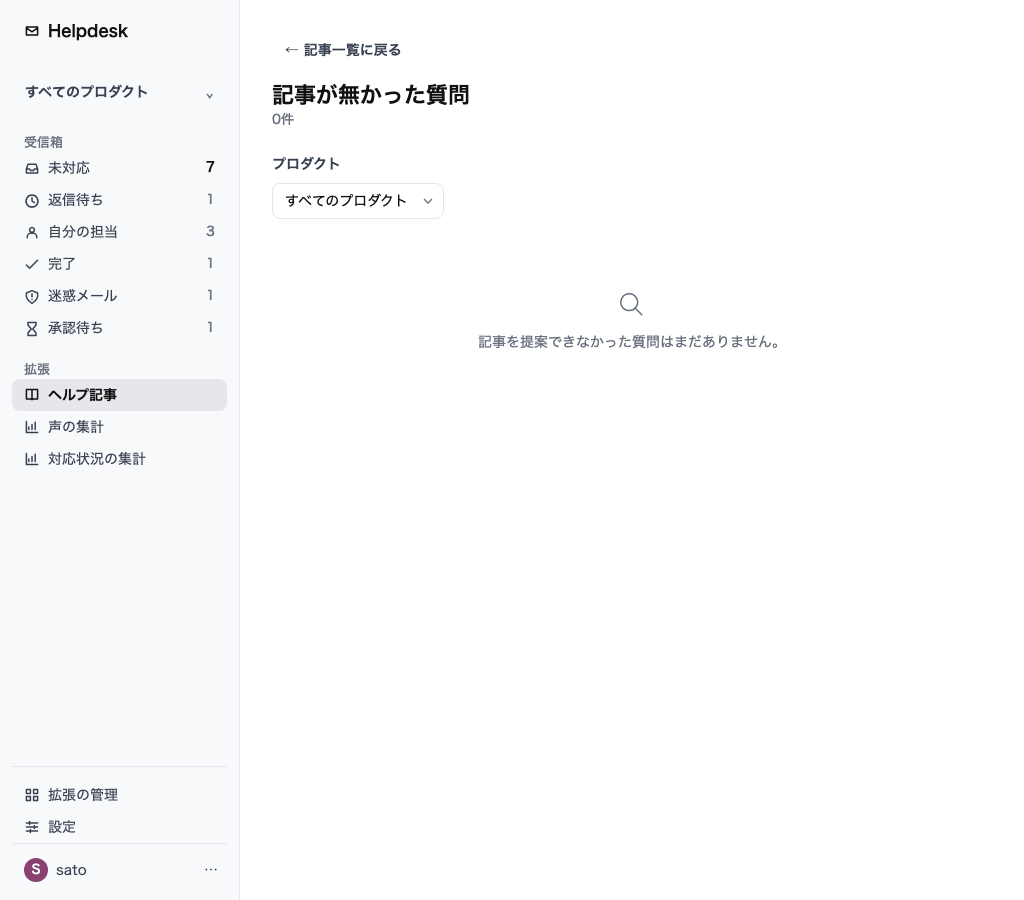 Helpdesk
すべてのプロダクト
受信箱
未対応 7
返信待ち 1
自分の担当 3
完了 1
迷惑メール 1
承認待ち 1
拡張
ヘルプ記事
声の集計
対応状況の集計
拡張の管理
設定
S sato ...
← 記事一覧に戻る
記事が無かった質問
0件
プロダクト
すべてのプロダクト
記事を提案できなかった質問はまだありません。